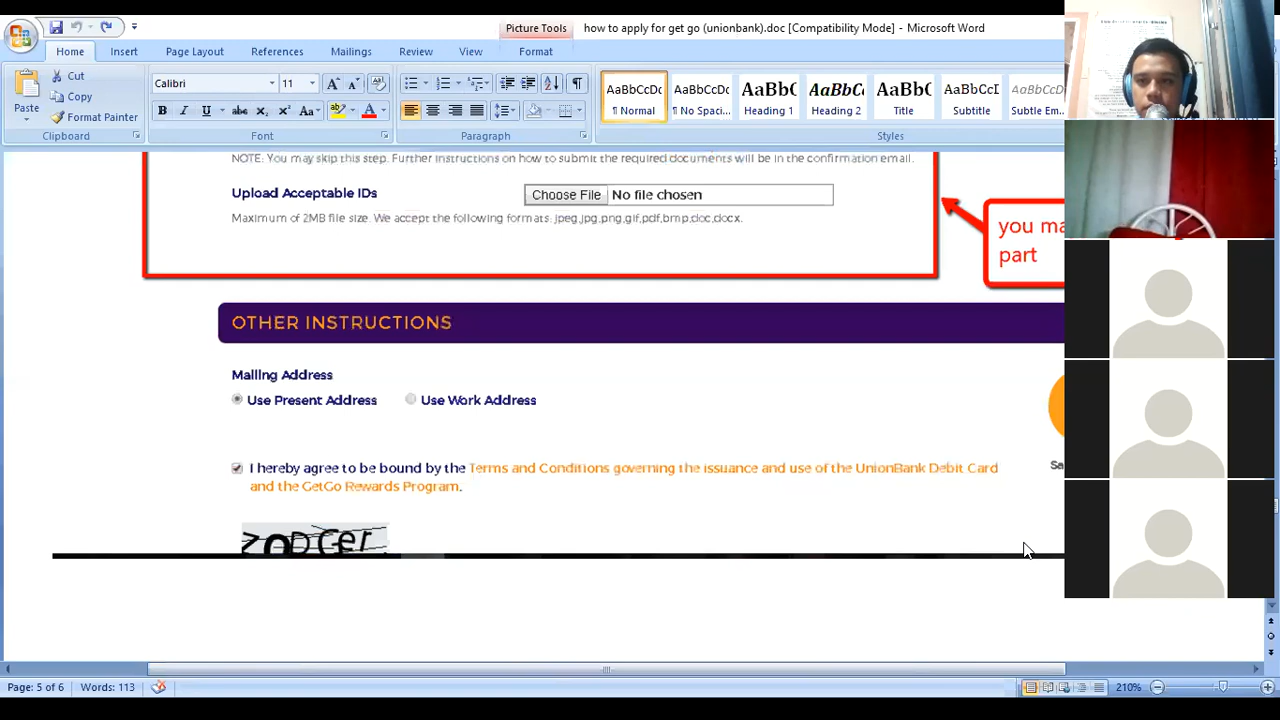 Picture Tools
how to apply for get go (unionbank).doc [Compatibility Mode] - Microsoft Word
Home
Insert
Page Layout
References
Mailings
Review
View
Format
Paste
Cut
Copy
Format Painter
Clipboard
Calibri
11
Font
Paragraph
AaBbCcDc
¶ Normal
AaBbCcDc
No Spaci...
AaBbC
Heading 1
AaBbCc
Heading 2
AaBbC
Title
AaBbCcI
Subtitle
AaBbCcDc
Subtle Em...
Styles
NOTE: You may skip this step. Further instructions on how to submit the required documents will be in the confirmation email.
Upload Acceptable IDs
Choose File No file chosen
Maximum of 2MB file size. We accept the following formats: jpeg,jpg,png,gif,pdf,bmp,doc,docx.
you ma
part
OTHER INSTRUCTIONS
Mailing Address
Use Present Address
Use Work Address
I hereby agree to be bound by the Terms and Conditions governing the issuance and use of the UnionBank Debit Card
and the GetGo Rewards Program.
Sa
Page: 5 of 6
Words: 113
210%